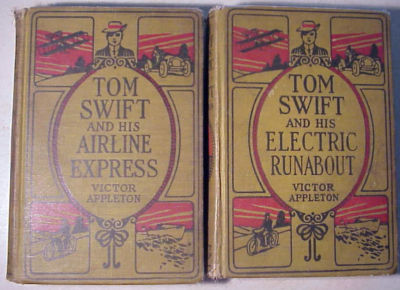 TOM
SWIFT
AND HIS
AIRLINE
EXPRESS
VICTOR
APPLETON
TOM
SWIFT
AND HIS
ELECTRIC
RUNABOUT
VICTOR
APPLETON